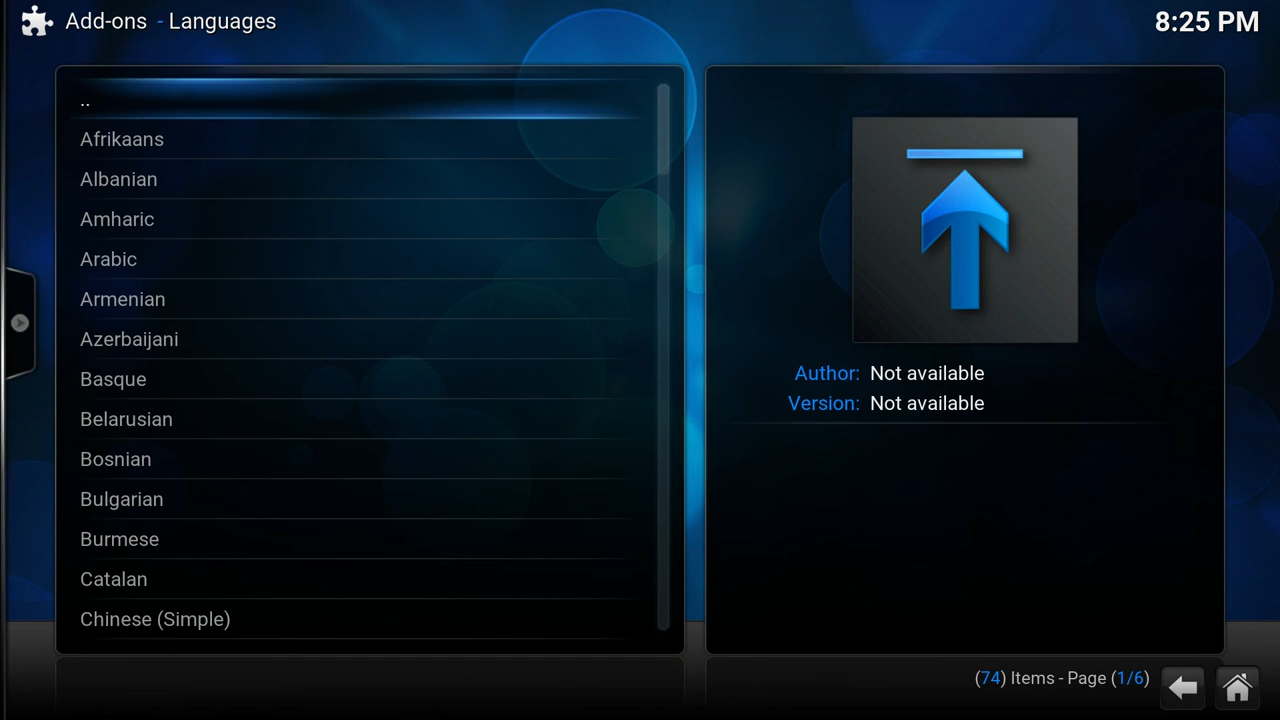 Add-ons - Languages
8:25 PM
..
Afrikaans
Albanian
Amharic
Arabic
Armenian
Azerbaijani
Basque
Belarusian
Bosnian
Bulgarian
Burmese
Catalan
Chinese (Simple)
Author: Not available
Version: Not available
(74) Items - Page (1/6)